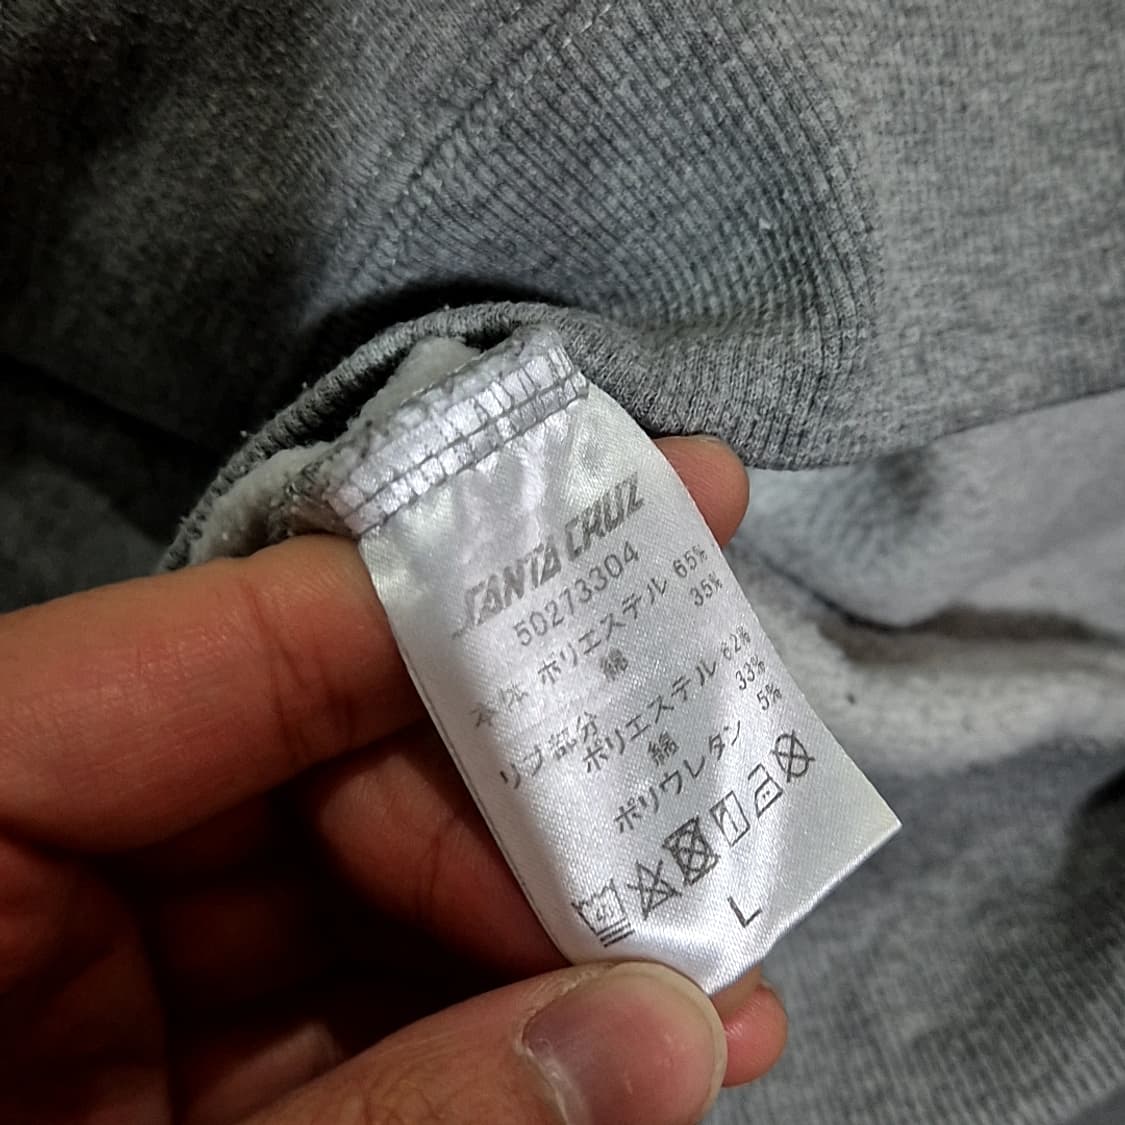 SANTA CRUZ
50273304
本体 ポリエステル 65%
綿 35%
リブ部分
ポリエステル 62%
綿 33%
ポリウレタン 5%
L